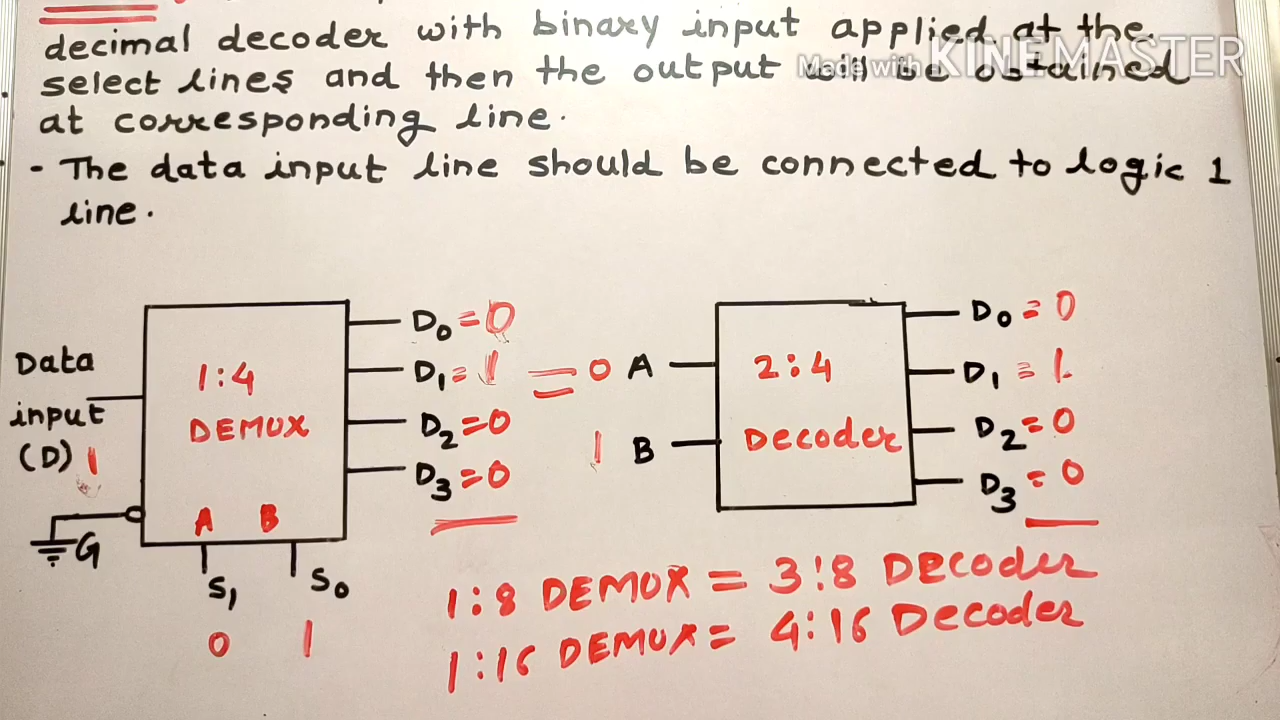 decimal decoder with binary input applied at the
select lines and then the output will be obtained
at corresponding line.
- The data input line should be connected to logic 1
line.
Made with KINEMASTER
Data
input
(D) 1
G
1:4
DEMUX
A B
S1 S0
0 1
D0 = 0
D1 = 1
D2 = 0
D3 = 0
=
0 A
1 B
2:4
Decoder
D0 = 0
D1 = 1.
D2 = 0
D3 = 0
1:8 DEMUX = 3:8 Decoder
1:16 DEMUX = 4:16 Decoder